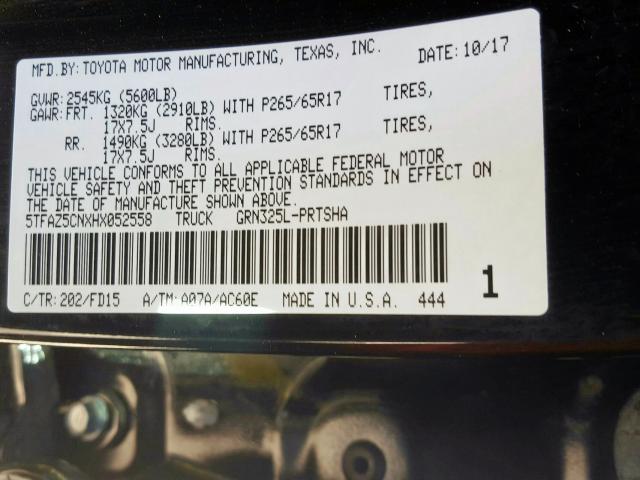 MFD.BY: TOYOTA MOTOR MANUFACTURING, TEXAS, INC. DATE: 10/17
GVWR: 2545KG (5600LB)
GAWR: FRT. 1320KG (2910LB) WITH P265/65R17 TIRES,
17X7.5J RIMS.
RR. 1490KG (3280LB) WITH P265/65R17 TIRES,
17X7.5J RIMS.
THIS VEHICLE CONFORMS TO ALL APPLICABLE FEDERAL MOTOR
VEHICLE SAFETY AND THEFT PREVENTION STANDARDS IN EFFECT ON
THE DATE OF MANUFACTURE SHOWN ABOVE.
5TFAZ5CNXHX052558 TRUCK GRN325L-PRTSHA
C/TR: 202/FD15 A/TM: A07A/AC60E MADE IN U.S.A. 444 1